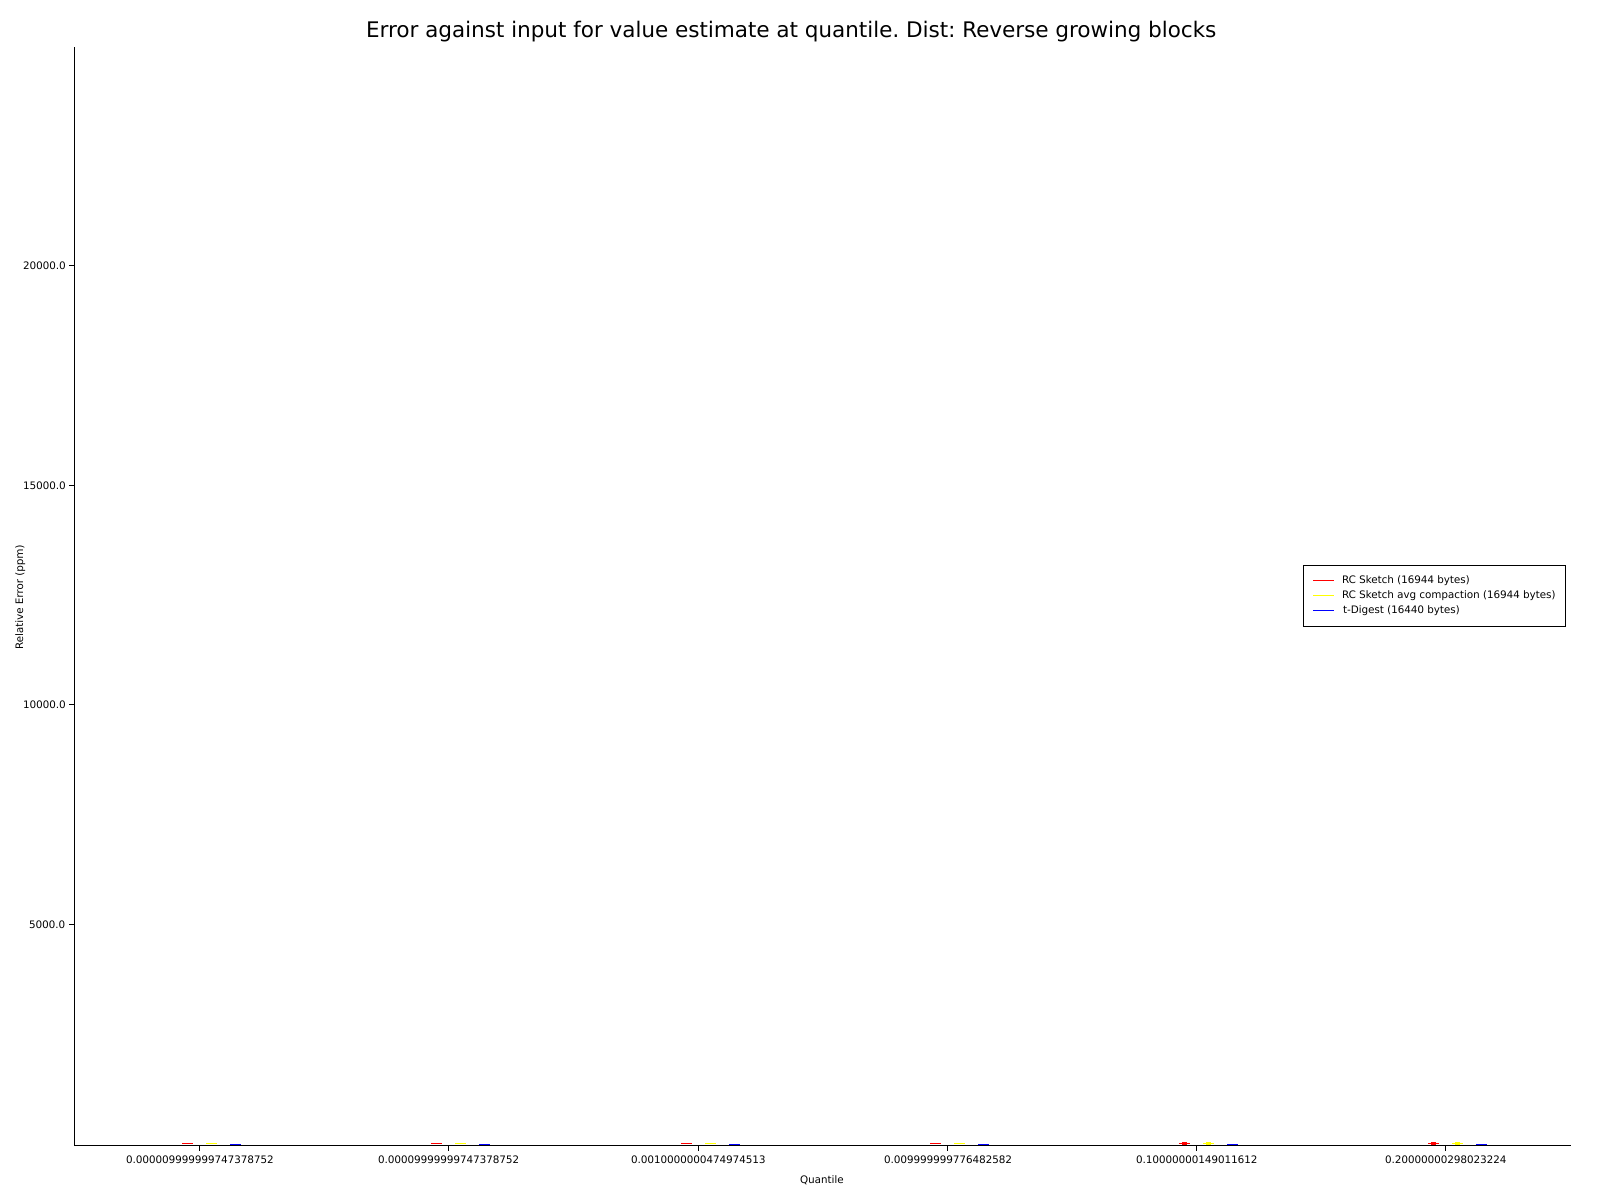 Error against input for value estimate at quantile. Dist: Reverse growing blocks
20000.0
15000.0
10000.0
5000.0
Relative Error (ppm)
RC Sketch (16944 bytes)
RC Sketch avg compaction (16944 bytes)
t-Digest (16440 bytes)
0.000009999999747378752
0.00009999999747378752
0.0010000000474974513
0.009999999776482582
0.10000000149011612
0.20000000298023224
Quantile